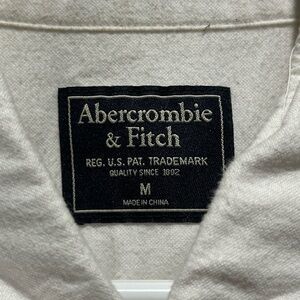 Abercrombie
& Fitch
REG. U.S. PAT. TRADEMARK
QUALITY SINCE 1892
M
MADE IN CHINA